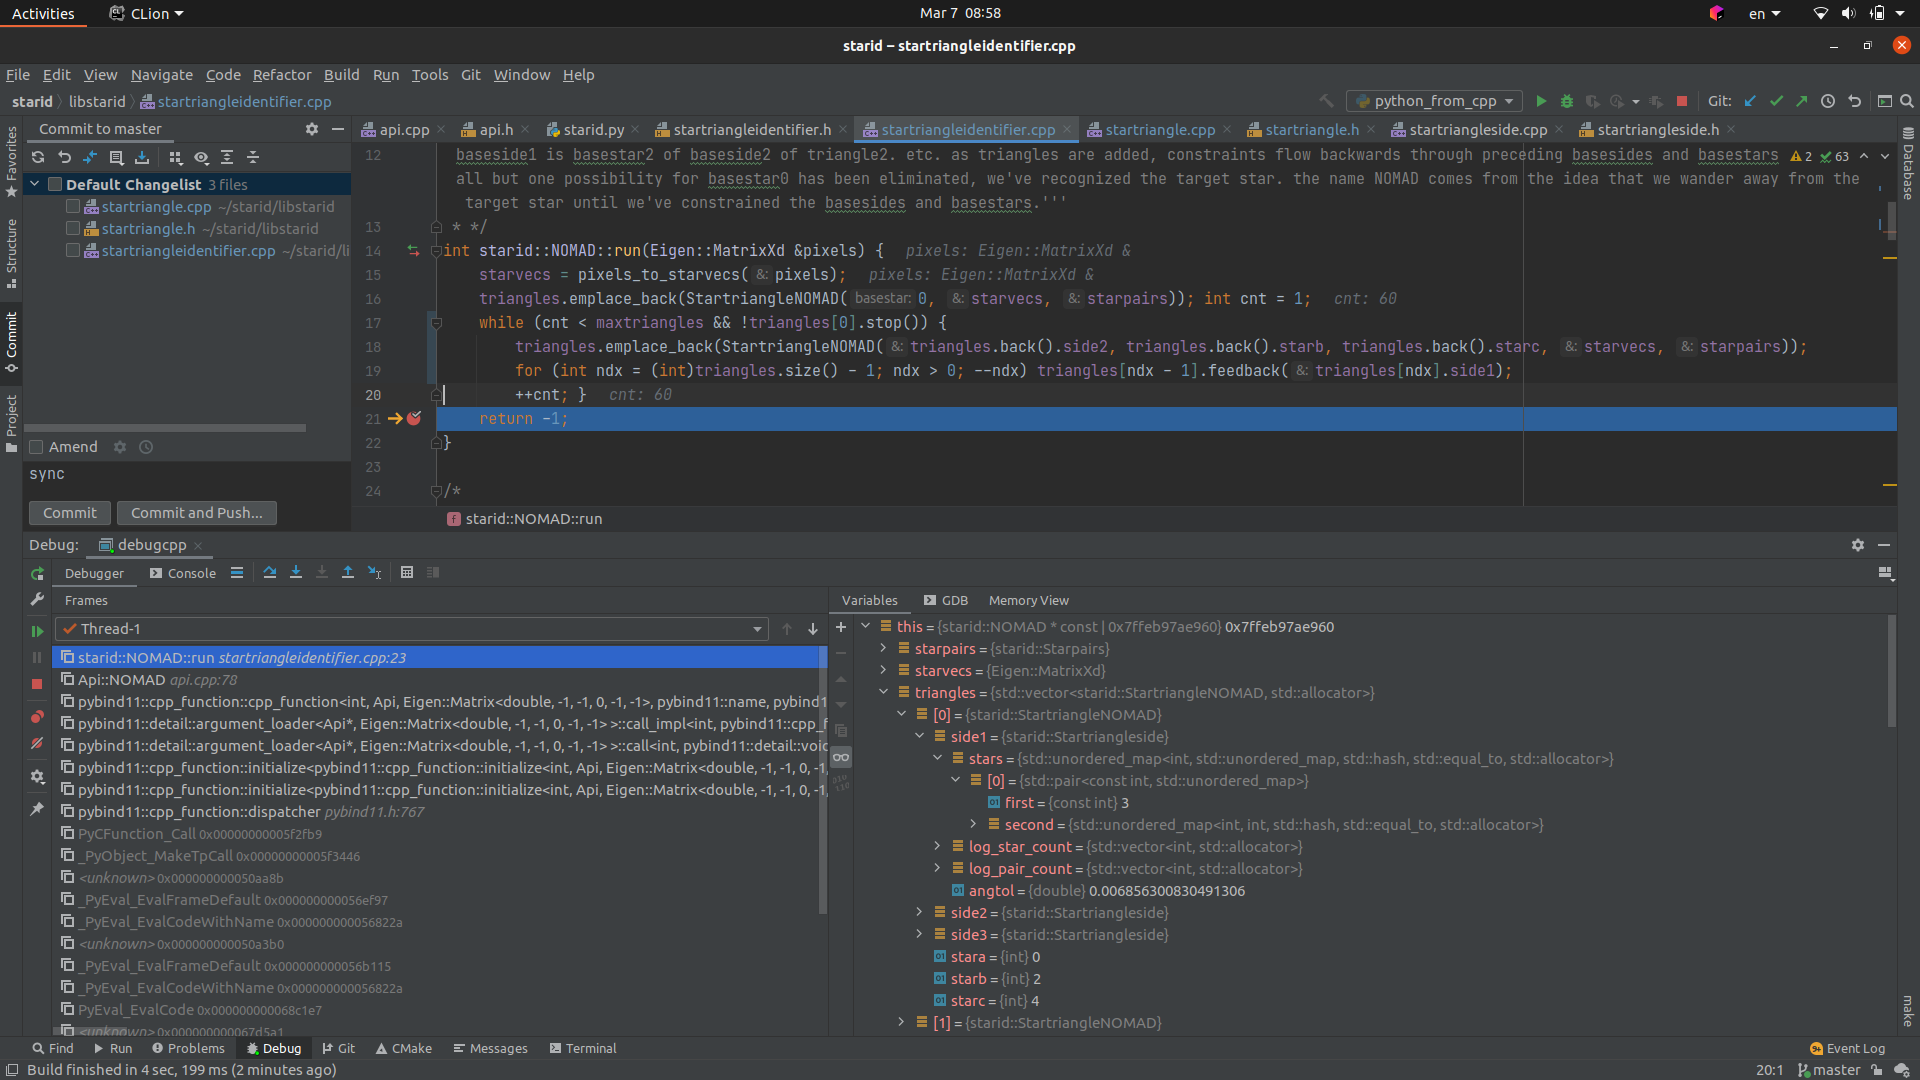 Activities CLion Mar 7 08:58 en
starid – startriangleidentifier.cpp
File Edit View Navigate Code Refactor Build Run Tools Git Window Help
starid libstarid startriangleidentifier.cpp python_from_cpp Git:
Commit to master api.cpp api.h starid.py startriangleidentifier.h startriangleidentifier.cpp startriangle.cpp startriangle.h startriangleside.cpp startriangleside.h
Favorites
Structure
Commit
Project
Database
make
Default Changelist 3 files
startriangle.cpp ~/starid/libstarid
startriangle.h ~/starid/libstarid
startriangleidentifier.cpp ~/starid/li
Amend
sync
Commit Commit and Push...
12 baseside1 is basestar2 of baseside2 of triangle2. etc. as triangles are added, constraints flow backwards through preceding basesides and basestars 2 63
all but one possibility for basestar0 has been eliminated, we've recognized the target star. the name NOMAD comes from the idea that we wander away from the
target star until we've constrained the basesides and basestars.'''
13 * */
14 int starid::NOMAD::run(Eigen::MatrixXd &pixels) { pixels: Eigen::MatrixXd &
15 starvecs = pixels_to_starvecs( &: pixels); pixels: Eigen::MatrixXd &
16 triangles.emplace_back(StartriangleNOMAD( basestar: 0, &: starvecs, &: starpairs)); int cnt = 1; cnt: 60
17 while (cnt < maxtriangles && !triangles[0].stop()) {
18 triangles.emplace_back(StartriangleNOMAD( &: triangles.back().side2, triangles.back().starb, triangles.back().starc, &: starvecs, &: starpairs));
19 for (int ndx = (int)triangles.size() - 1; ndx > 0; --ndx) triangles[ndx - 1].feedback( &: triangles[ndx].side1);
20 ++cnt; } cnt: 60
21 return -1;
22 }
23
24 /*
f starid::NOMAD::run
Debug: debugcpp
Debugger Console
Frames
Thread-1
starid::NOMAD::run startriangleidentifier.cpp:23
Api::NOMAD api.cpp:78
pybind11::cpp_function::cpp_function<int, Api, Eigen::Matrix<double, -1, -1, 0, -1, -1>, pybind11::name, pybind1
pybind11::detail::argument_loader<Api*, Eigen::Matrix<double, -1, -1, 0, -1, -1> >::call_impl<int, pybind11::cpp_f
pybind11::detail::argument_loader<Api*, Eigen::Matrix<double, -1, -1, 0, -1, -1> >::call<int, pybind11::detail::voic
pybind11::cpp_function::initialize<pybind11::cpp_function::initialize<int, Api, Eigen::Matrix<double, -1, -1, 0, -1
pybind11::cpp_function::initialize<pybind11::cpp_function::initialize<int, Api, Eigen::Matrix<double, -1, -1, 0, -1
pybind11::cpp_function::dispatcher pybind11.h:767
PyCFunction_Call 0x00000000005f2fb9
_PyObject_MakeTpCall 0x00000000005f3446
<unknown> 0x000000000050aa8b
_PyEval_EvalFrameDefault 0x000000000056ef97
_PyEval_EvalCodeWithName 0x000000000056822a
<unknown> 0x000000000050a3b0
_PyEval_EvalFrameDefault 0x000000000056b115
_PyEval_EvalCodeWithName 0x000000000056822a
PyEval_EvalCode 0x000000000068c1e7
<unknown> 0x000000000067d5a1
Variables GDB Memory View
this = {starid::NOMAD * const | 0x7ffeb97ae960} 0x7ffeb97ae960
starpairs = {starid::Starpairs}
starvecs = {Eigen::MatrixXd}
triangles = {std::vector<starid::StartriangleNOMAD, std::allocator>}
[0] = {starid::StartriangleNOMAD}
side1 = {starid::Startriangleside}
stars = {std::unordered_map<int, std::unordered_map, std::hash, std::equal_to, std::allocator>}
[0] = {std::pair<const int, std::unordered_map>}
first = {const int} 3
second = {std::unordered_map<int, int, std::hash, std::equal_to, std::allocator>}
log_star_count = {std::vector<int, std::allocator>}
log_pair_count = {std::vector<int, std::allocator>}
angtol = {double} 0.006856300830491306
side2 = {starid::Startriangleside}
side3 = {starid::Startriangleside}
stara = {int} 0
starb = {int} 2
starc = {int} 4
[1] = {starid::StartriangleNOMAD}
Find Run Problems Debug Git CMake Messages Terminal Event Log
Build finished in 4 sec, 199 ms (2 minutes ago) 20:1 master